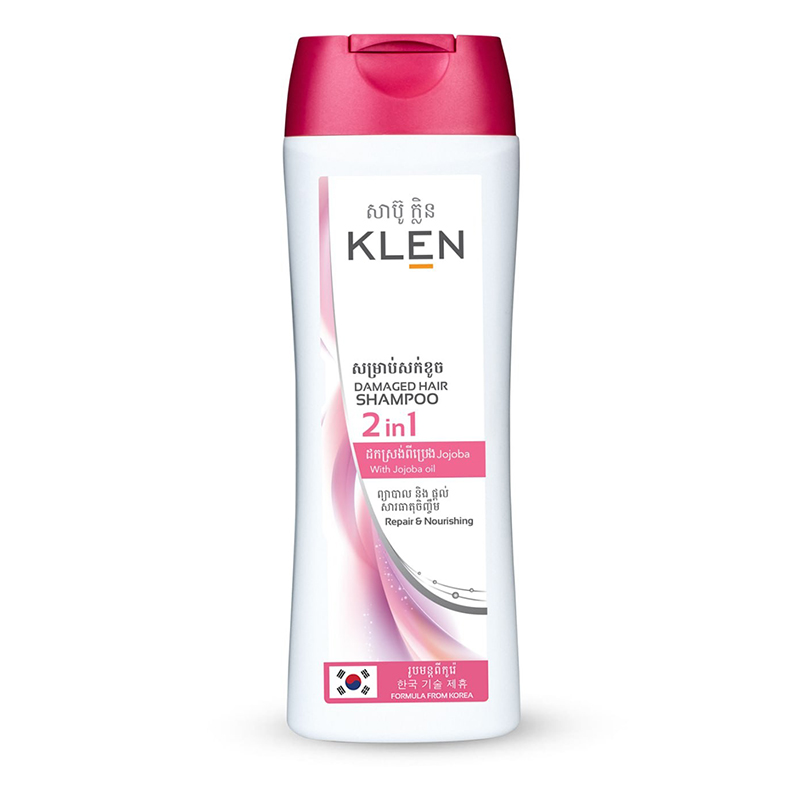 សាប៊ូ ក្លិន
KLEN
សម្រាប់សក់ខូច
DAMAGED HAIR
SHAMPOO
2 in 1
ដកស្រង់ពីប្រេង Jojoba
With Jojoba oil
ព្យាបាល និង ផ្តល់
សារធាតុចិញ្ចឹម
Repair & Nourishing
រូបមន្តពីកូរ៉េ
한국 기술 제휴
FORMULA FROM KOREA